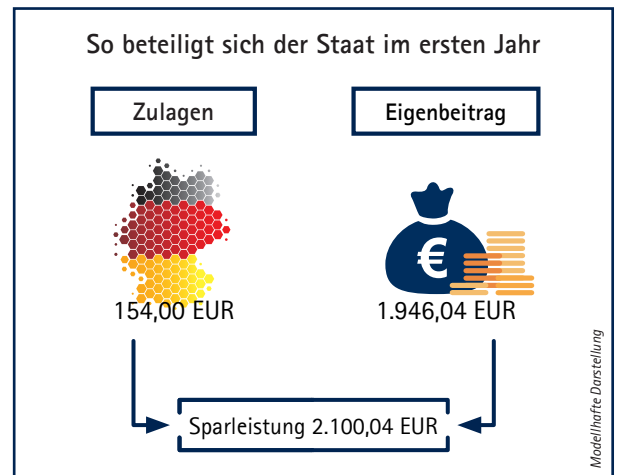 So beteiligt sich der Staat im ersten Jahr
Zulagen
Eigenbeitrag
€
154,00 EUR
1.946,04 EUR
Sparleistung 2.100,04 EUR
Modellhafte Darstellung